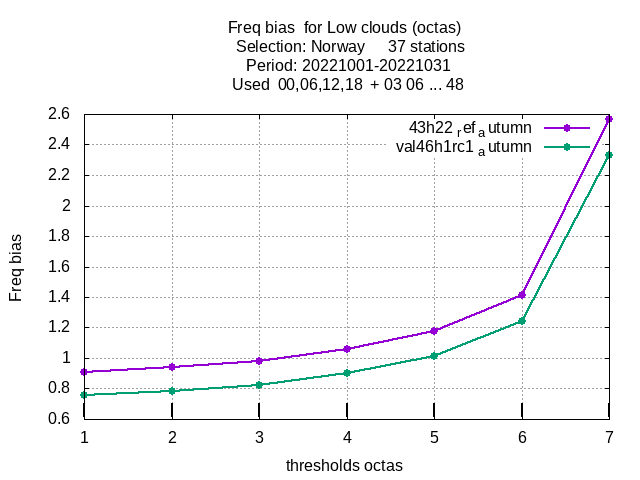 Freq bias  for Low clouds (octas)
Selection: Norway     37 stations
Period: 20221001-20221031
Used  00,06,12,18  + 03 06 ... 48
43h22 ref autumn
val46h1rc1 autumn
Freq bias
2.6
2.4
2.2
2
1.8
1.6
1.4
1.2
1
0.8
0.6
1 2 3 4 5 6 7
thresholds octas